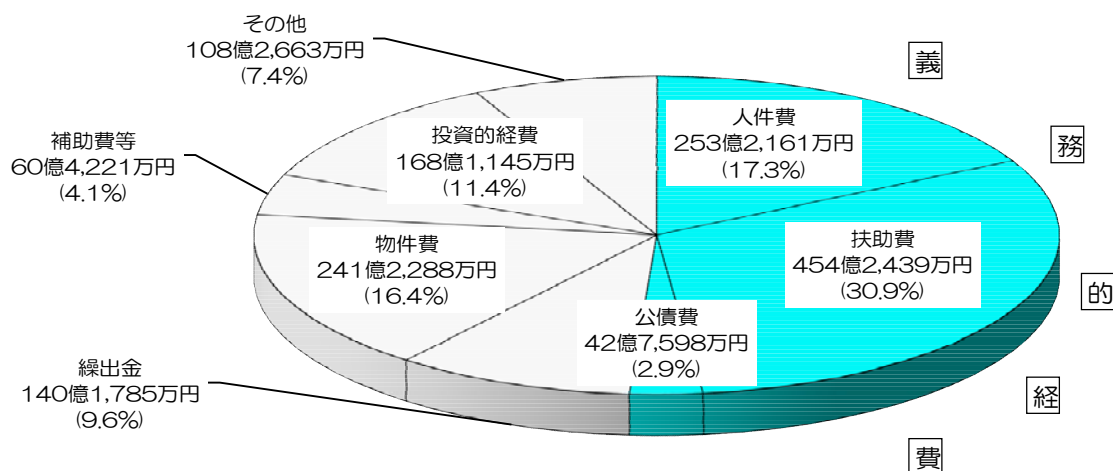 その他
108億2,663万円
(7.4%)
補助費等
60億4,221万円
(4.1%)
投資的経費
168億1,145万円
(11.4%)
物件費
241億2,288万円
(16.4%)
繰出金
140億1,785万円
(9.6%)
公債費
42億7,598万円
(2.9%)
人件費
253億2,161万円
(17.3%)
扶助費
454億2,439万円
(30.9%)
義
務
的
経
費